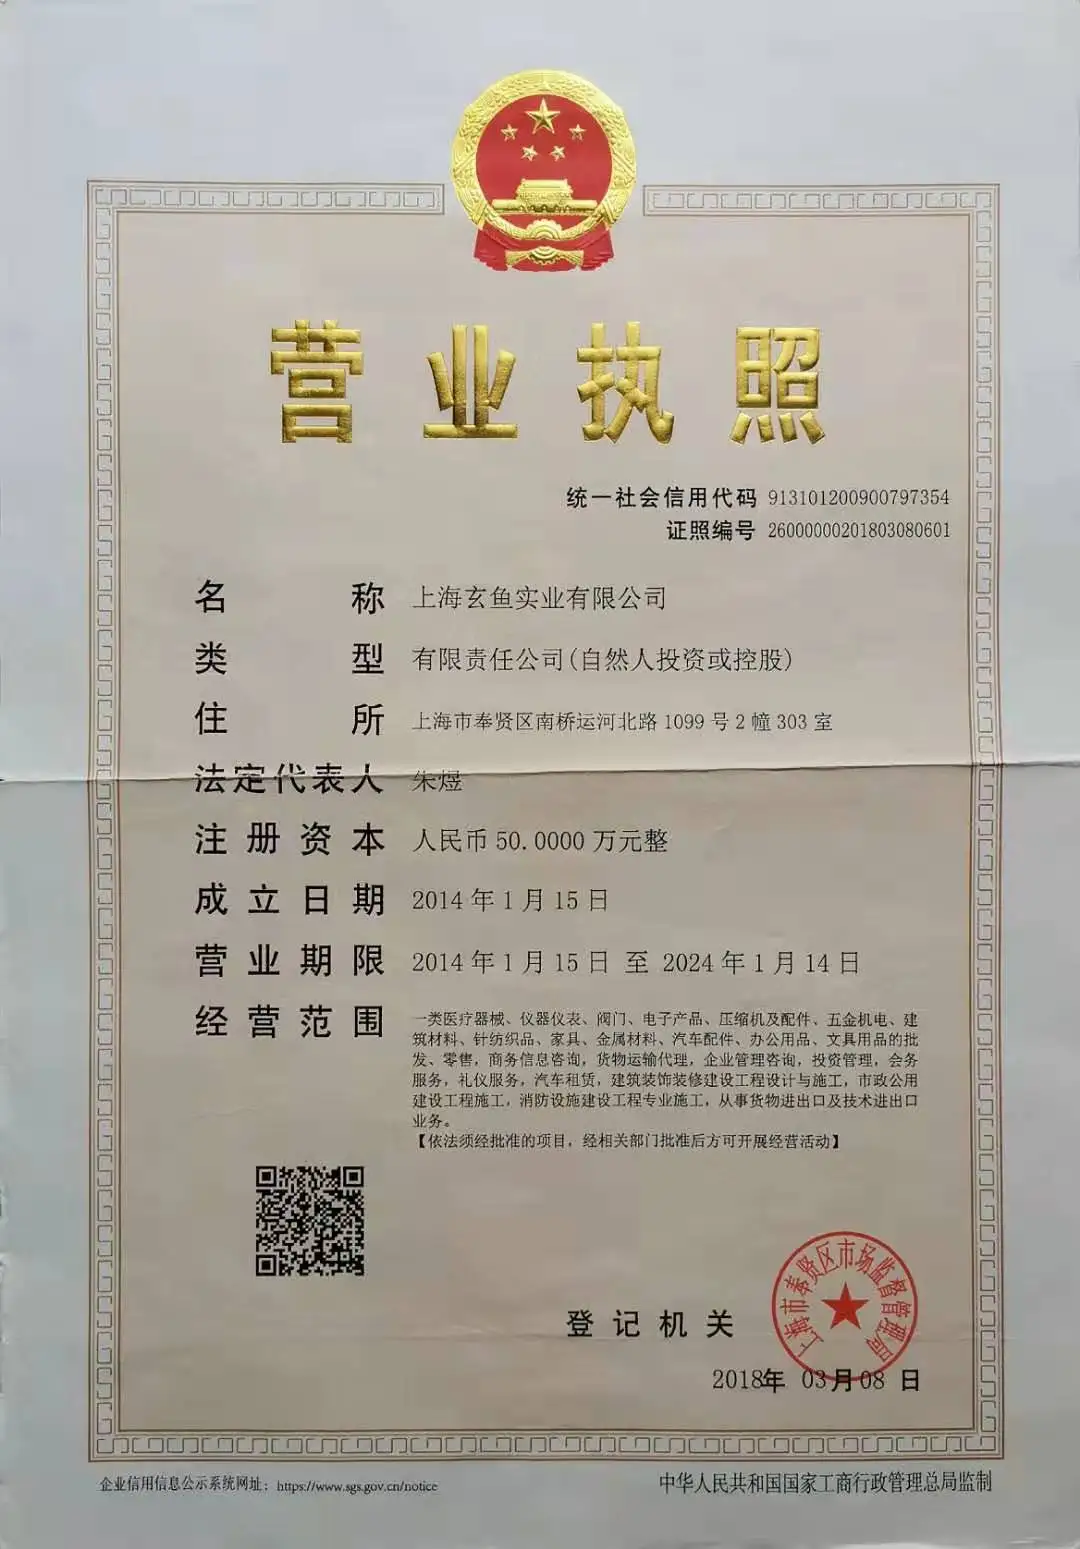 营业执照
统一社会信用代码 913101200900797354
证照编号 26000000201803080601
名称 上海玄鱼实业有限公司
类型 有限责任公司(自然人投资或控股)
住所 上海市奉贤区南桥运河北路1099号2幢303室
法定代表人 朱煜
注册资本 人民币50.0000万元整
成立日期 2014年1月15日
营业期限 2014年1月15日 至 2024年1月14日
经营范围 一类医疗器械、仪器仪表、阀门、电子产品、压缩机及配件、五金机电、建
筑材料、针纺织品、家具、金属材料、汽车配件、办公用品、文具用品的批
发、零售，商务信息咨询，货物运输代理，企业管理咨询，投资管理，会务
服务，礼仪服务，汽车租赁，建筑装饰装修建设工程设计与施工，市政公用
建设工程施工，消防设施建设工程专业施工，从事货物进出口及技术进出口
业务。
【依法须经批准的项目，经相关部门批准后方可开展经营活动】
登记机关
上海市奉贤区市场监督管理局
2018年 03月08 日
企业信用信息公示系统网址：https://www.sgs.gov.cn/notice
中华人民共和国国家工商行政管理总局监制